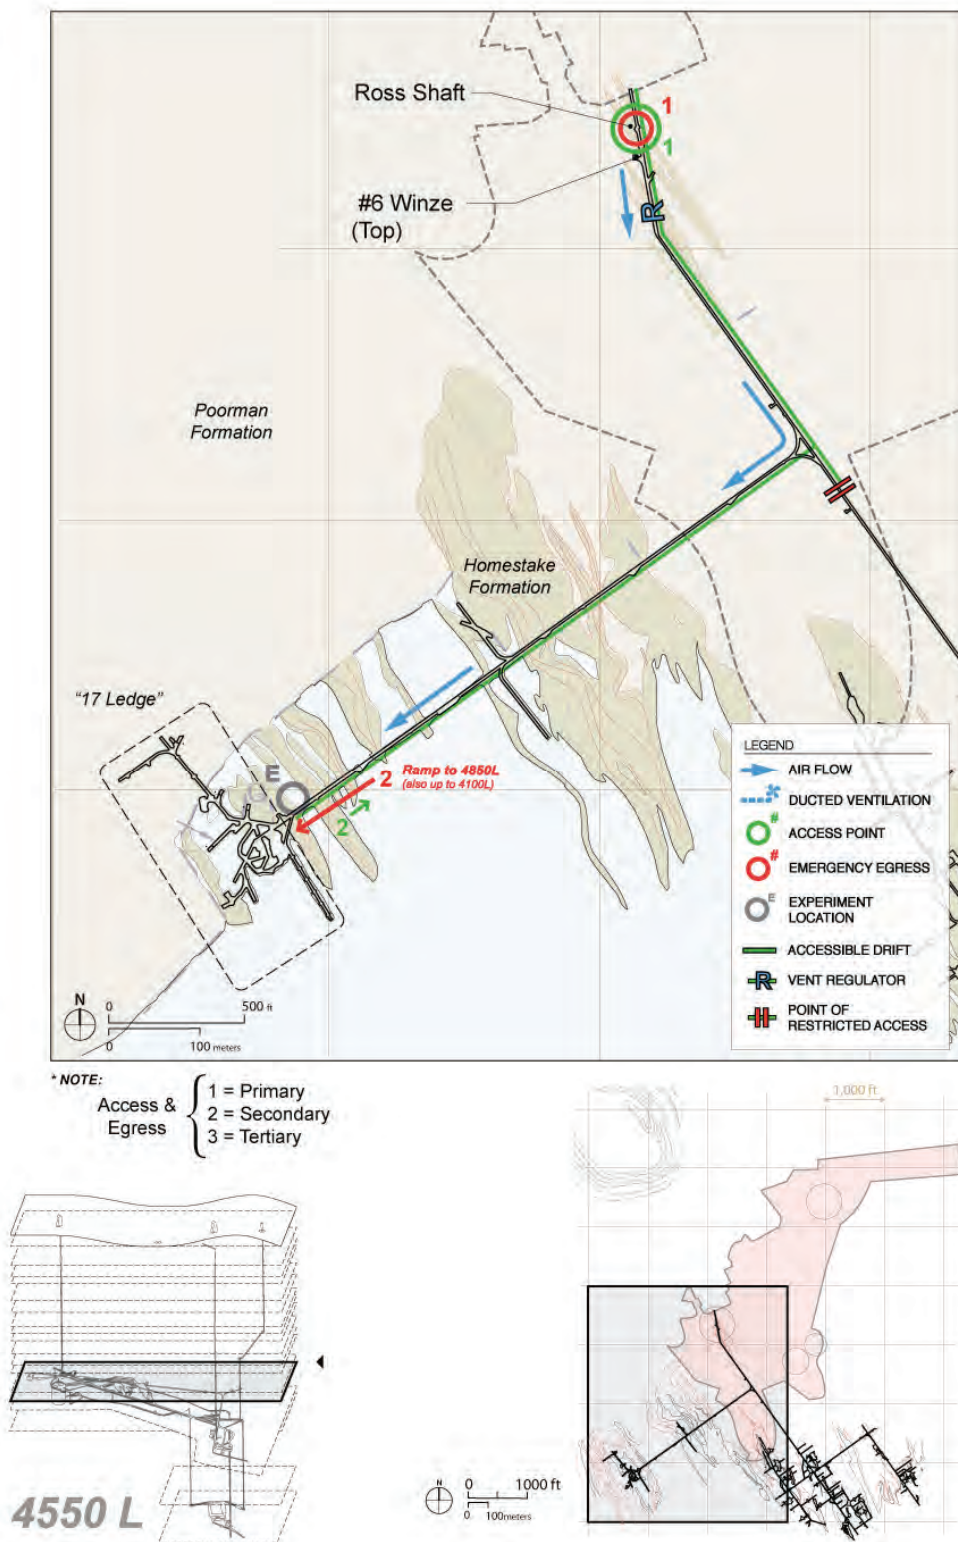 Ross Shaft
1
1
#6 Winze
(Top)
R
Poorman
Formation
Homestake
Formation
"17 Ledge"
E
2
Ramp to 4850L
(also up to 4100L)
2
LEGEND
AIR FLOW
DUCTED VENTILATION
# ACCESS POINT
# EMERGENCY EGRESS
E EXPERIMENT
LOCATION
ACCESSIBLE DRIFT
R VENT REGULATOR
POINT OF
RESTRICTED ACCESS
N
0 500 ft
0 100 meters
* NOTE:
Access &
Egress
1 = Primary
2 = Secondary
3 = Tertiary
1,000 ft
4550 L
N
0 1000 ft
0 100meters